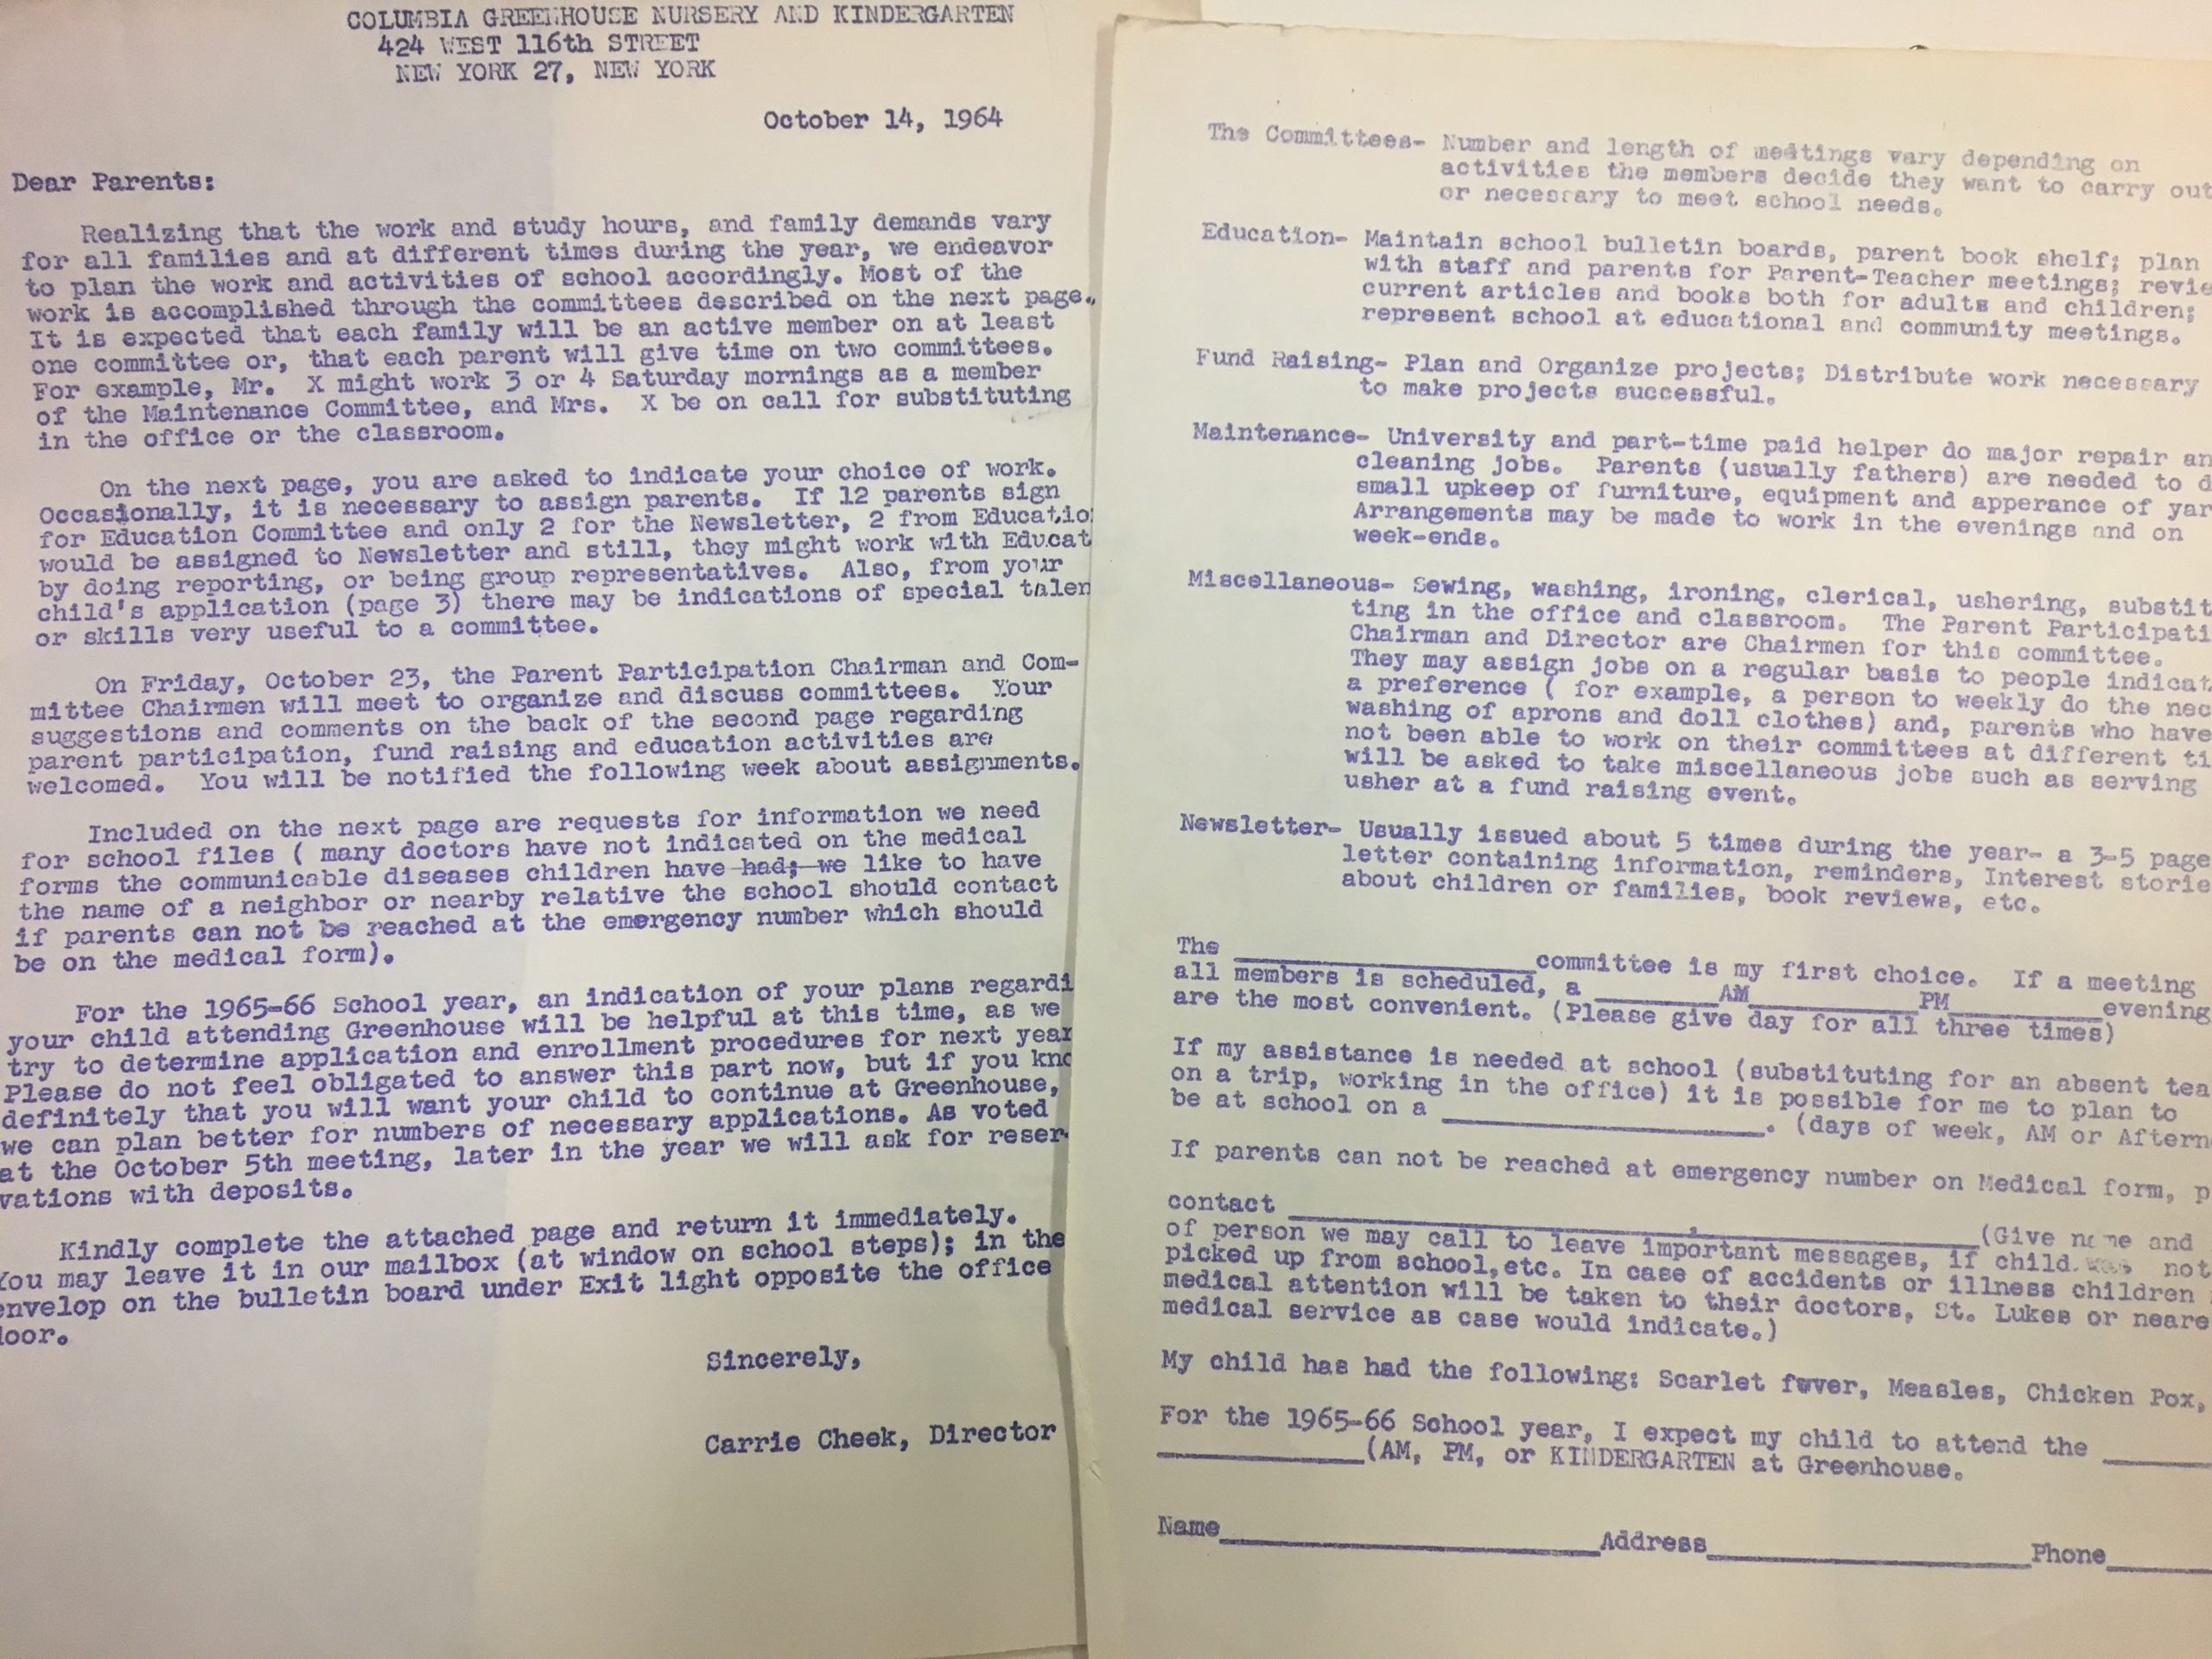 COLUMBIA GREENHOUSE NURSERY AND KINDERGARTEN
424 WEST 116th STREET
NEW YORK 27, NEW YORK
October 14, 1964
Dear Parents:
Realizing that the work and study hours, and family demands vary
for all families and at different times during the year, we endeavor
to plan the work and activities of school accordingly. Most of the
work is accomplished through the committees described on the next page.
It is expected that each family will be an active member on at least
one committee or, that each parent will give time on two committees.
For example, Mr. X might work 3 or 4 Saturday mornings as a member
of the Maintenance Committee, and Mrs. X be on call for substituting
in the office or the classroom.
On the next page, you are asked to indicate your choice of work.
Occasionally, it is necessary to assign parents. If 12 parents sign
for Education Committee and only 2 for the Newsletter, 2 from Educatio
would be assigned to Newsletter and still, they might work with Educat
by doing reporting, or being group representatives. Also, from your
child's application (page 3) there may be indications of special talen
or skills very useful to a committee.
On Friday, October 23, the Parent Participation Chairman and Com-
mittee Chairmen will meet to organize and discuss committees. Your
suggestions and comments on the back of the second page regarding
parent participation, fund raising and education activities are
welcomed. You will be notified the following week about assignments.
Included on the next page are requests for information we need
for school files ( many doctors have not indicated on the medical
forms the communicable diseases children have had; we like to have
the name of a neighbor or nearby relative the school should contact
if parents can not be reached at the emergency number which should
be on the medical form).
For the 1965-66 School year, an indication of your plans regardi
your child attending Greenhouse will be helpful at this time, as we
try to determine application and enrollment procedures for next year
Please do not feel obligated to answer this part now, but if you kno
definitely that you will want your child to continue at Greenhouse,
we can plan better for numbers of necessary applications. As voted
at the October 5th meeting, later in the year we will ask for reser-
vations with deposits.
Kindly complete the attached page and return it immediately.
You may leave it in our mailbox (at window on school steps); in the
envelop on the bulletin board under Exit light opposite the office
door.
Sincerely,
Carrie Cheek, Director
The Committees- Number and length of meetings vary depending on
activities the members decide they want to carry out
or necessary to meet school needs.
Education- Maintain school bulletin boards, parent book shelf; plan
with staff and parents for Parent-Teacher meetings; revie
current articles and books both for adults and children;
represent school at educational and community meetings.
Fund Raising- Plan and Organize projects; Distribute work necessary
to make projects successful.
Maintenance- University and part-time paid helper do major repair an
cleaning jobs. Parents (usually fathers) are needed to d
small upkeep of furniture, equipment and apperance of yar
Arrangements may be made to work in the evenings and on
week-ends.
Miscellaneous- Sewing, washing, ironing, clerical, ushering, substit
ting in the office and classroom. The Parent Participati
Chairman and Director are Chairmen for this committee.
They may assign jobs on a regular basis to people indicat
a preference ( for example, a person to weekly do the nec
washing of aprons and doll clothes) and, parents who have
not been able to work on their committees at different ti
will be asked to take miscellaneous jobs such as serving
usher at a fund raising event.
Newsletter- Usually issued about 5 times during the year- a 3-5 page
letter containing information, reminders, Interest storie
about children or families, book reviews, etc.
The ____________ committee is my first choice. If a meeting
all members is scheduled, a ______AM________PM________evening
are the most convenient. (Please give day for all three times)
If my assistance is needed at school (substituting for an absent tea
on a trip, working in the office) it is possible for me to plan to
be at school on a ____________. (days of week, AM or Aftern
If parents can not be reached at emergency number on Medical form, p
contact ____________,____________(Give name and
of person we may call to leave important messages, if child was not
picked up from school,etc. In case of accidents or illness children
medical attention will be taken to their doctors, St. Lukes or neare
medical service as case would indicate.)
My child has had the following: Scarlet fever, Measles, Chicken Pox,
For the 1965-66 School year, I expect my child to attend the ______
__________(AM, PM, or KINDERGARTEN at Greenhouse.
Name____________Address____________Phone______